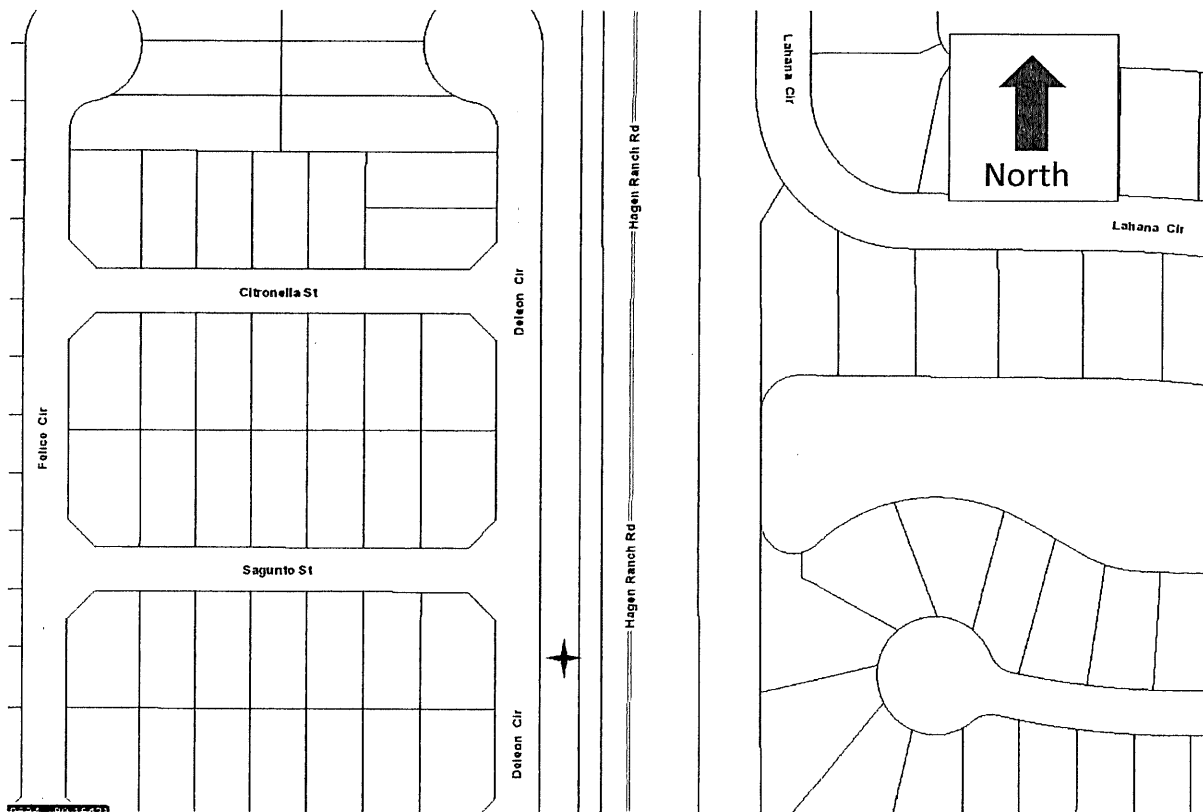 Lahana Cir
North
Hagen Ranch Rd
Lahana Cir
Citronella St
Deleon Cir
Felice Cir
Hagen Ranch Rd
Sagunto St
Deleon Cir